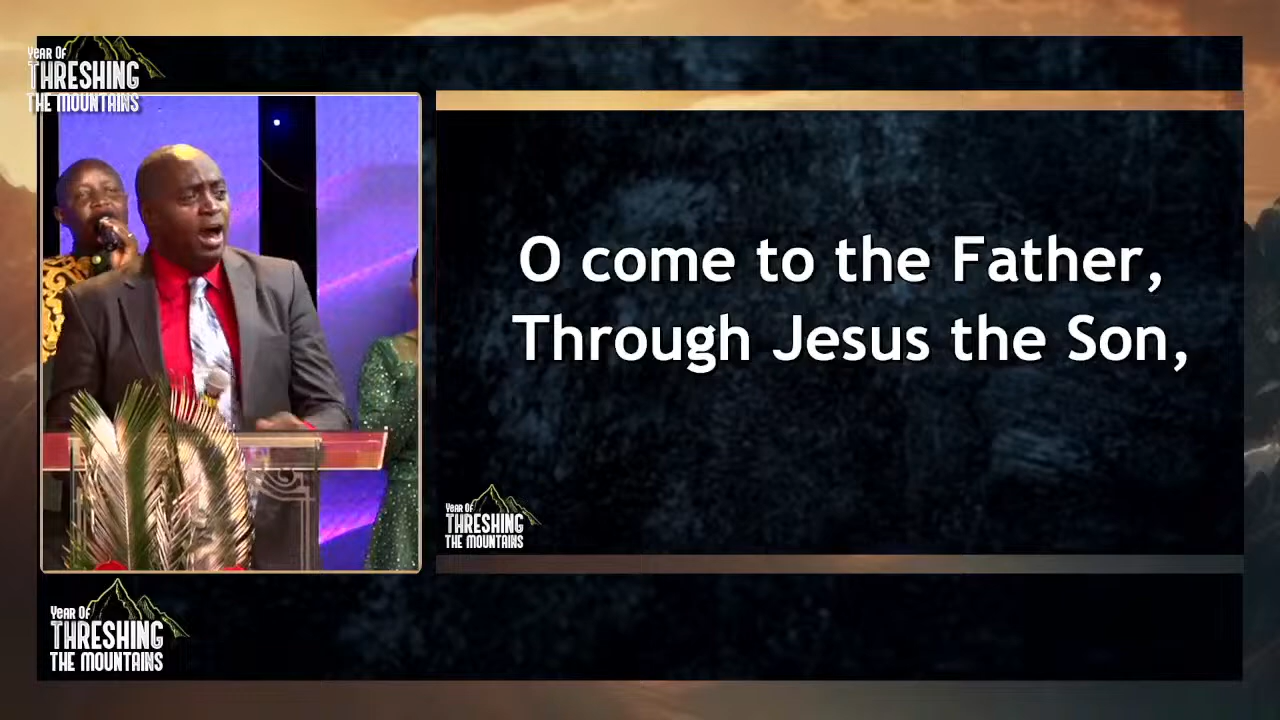 Year Of
THRESHING
THE MOUNTAINS
O come to the Father,
Through Jesus the Son,
Year Of
THRESHING
THE MOUNTAINS
Year Of
THRESHING
THE MOUNTAINS